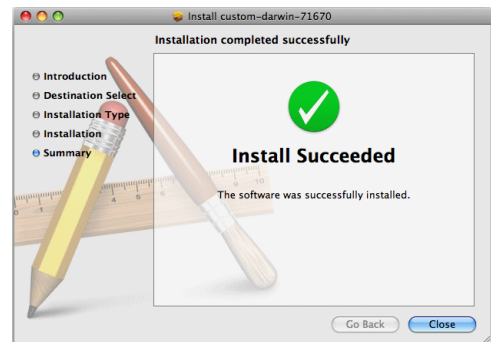 Install custom-darwin-71670
Installation completed successfully
Introduction
Destination Select
Installation Type
Installation
Summary
Install Succeeded
The software was successfully installed.
Go Back
Close